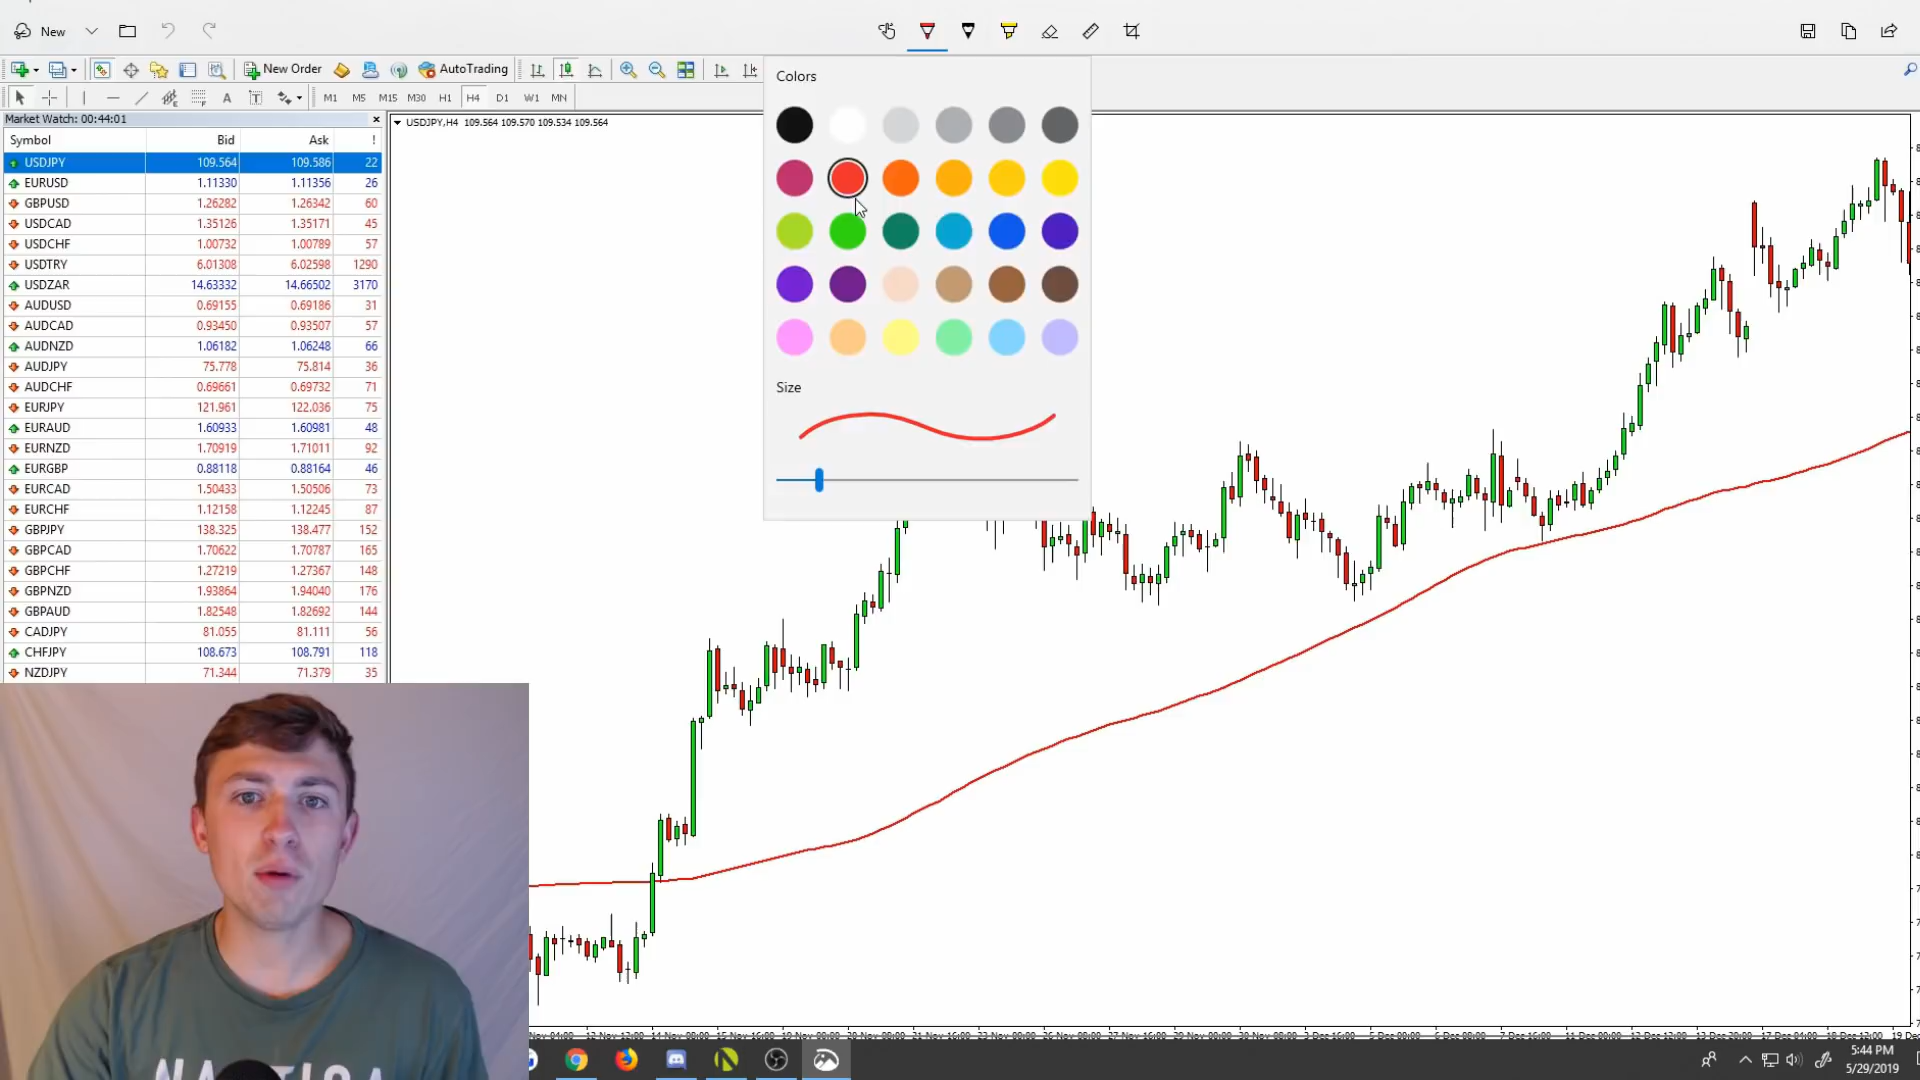 New
New Order
AutoTrading
M1 M5 M15 M30 H1 H4 D1 W1 MN
Colors
Size
Market Watch: 00:44:01
Symbol Bid Ask !
USDJPY 109.564 109.586 22
EURUSD 1.11330 1.11356 26
GBPUSD 1.26282 1.26342 60
USDCAD 1.35126 1.35171 45
USDCHF 1.00732 1.00789 57
USDTRY 6.01308 6.02598 1290
USDZAR 14.63332 14.66502 3170
AUDUSD 0.69155 0.69186 31
AUDCAD 0.93450 0.93507 57
AUDNZD 1.06182 1.06248 66
AUDJPY 75.778 75.814 36
AUDCHF 0.69661 0.69732 71
EURJPY 121.961 122.036 75
EURAUD 1.60933 1.60981 48
EURNZD 1.70919 1.71011 92
EURGBP 0.88118 0.88164 46
EURCAD 1.50433 1.50506 73
EURCHF 1.12158 1.12245 87
GBPJPY 138.325 138.477 152
GBPCAD 1.70622 1.70787 165
GBPCHF 1.27219 1.27367 148
GBPNZD 1.93864 1.94040 176
GBPAUD 1.82548 1.82692 144
CADJPY 81.055 81.111 56
CHFJPY 108.673 108.791 118
NZDJPY 71.344 71.379 35
USDJPY,H4 109.564 109.570 109.534 109.564
5:44 PM
5/29/2019